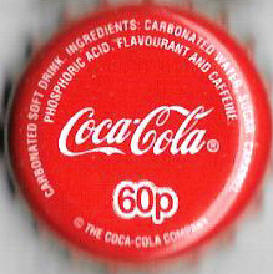 CARBONATED SOFT DRINK. INGREDIENTS: CARBONATED WATER, SUGAR,
PHOSPHORIC ACID, FLAVOURANT AND CAFFEINE.
Coca-Cola®
60p
© THE COCA-COLA COMPANY